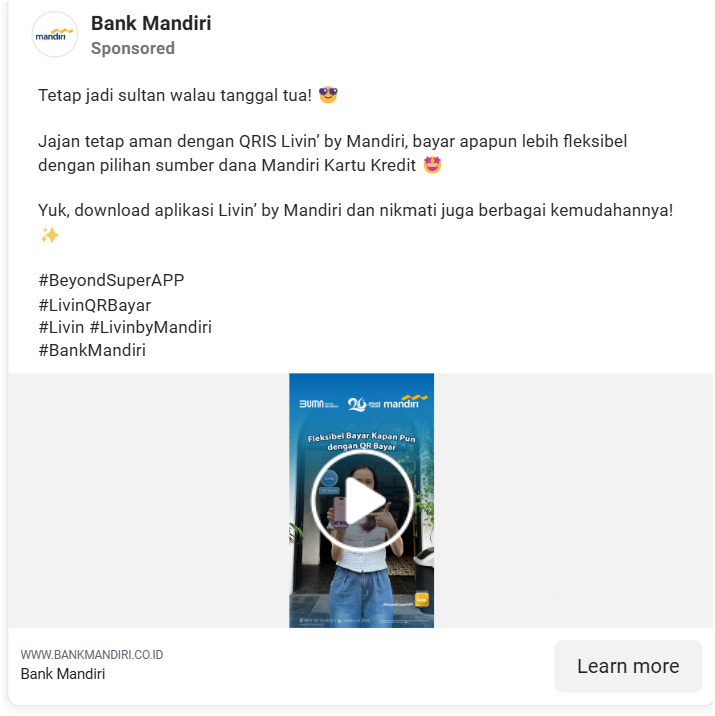 mandiri
Bank Mandiri
Sponsored
Tetap jadi sultan walau tanggal tua! 😎
Jajan tetap aman dengan QRIS Livin’ by Mandiri, bayar apapun lebih fleksibel
dengan pilihan sumber dana Mandiri Kartu Kredit 🤩
Yuk, download aplikasi Livin’ by Mandiri dan nikmati juga berbagai kemudahannya!
✨
#BeyondSuperAPP
#LivinQRBayar
#Livin #LivinbyMandiri
#BankMandiri
BUMN
26
mandiri
Fleksibel Bayar Kapan Pun
dengan QR Bayar
#BeyondSuperAPP
WWW.BANKMANDIRI.CO.ID
Bank Mandiri
Learn more